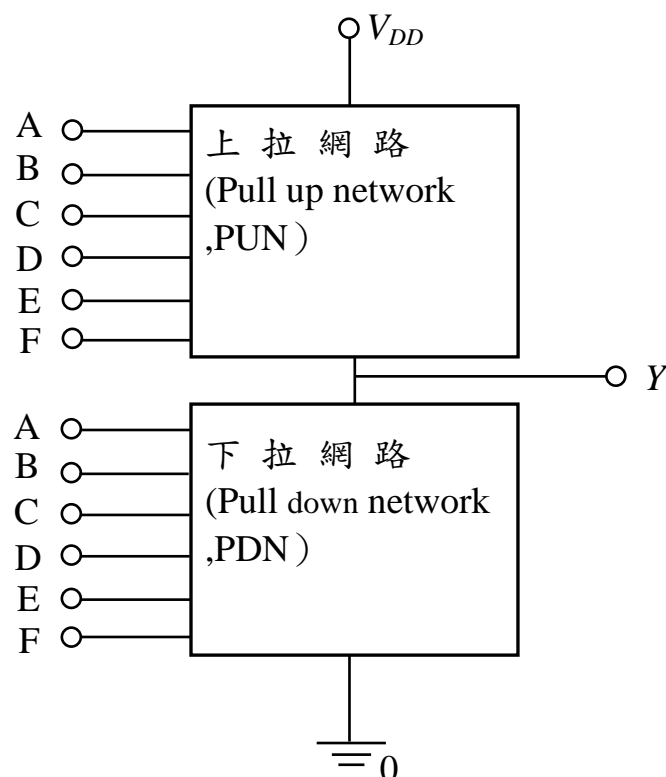 V_DD
A
B
C
D
E
F
上拉網路
(Pull up network
,PUN）
Y
A
B
C
D
E
F
下拉網路
(Pull down network
,PDN）
0